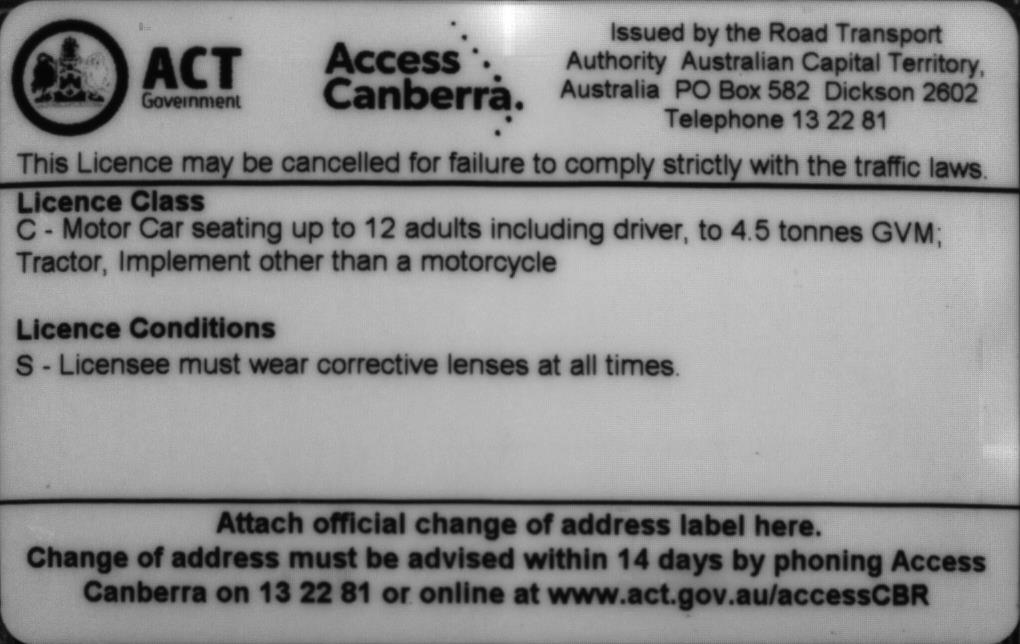 ACT
Government
Access
Canberra.
Issued by the Road Transport
Authority Australian Capital Territory,
Australia PO Box 582 Dickson 2602
Telephone 13 22 81
This Licence may be cancelled for failure to comply strictly with the traffic laws.
Licence Class
C - Motor Car seating up to 12 adults including driver, to 4.5 tonnes GVM;
Tractor, Implement other than a motorcycle
Licence Conditions
S - Licensee must wear corrective lenses at all times.
Attach official change of address label here.
Change of address must be advised within 14 days by phoning Access
Canberra on 13 22 81 or online at www.act.gov.au/accessCBR